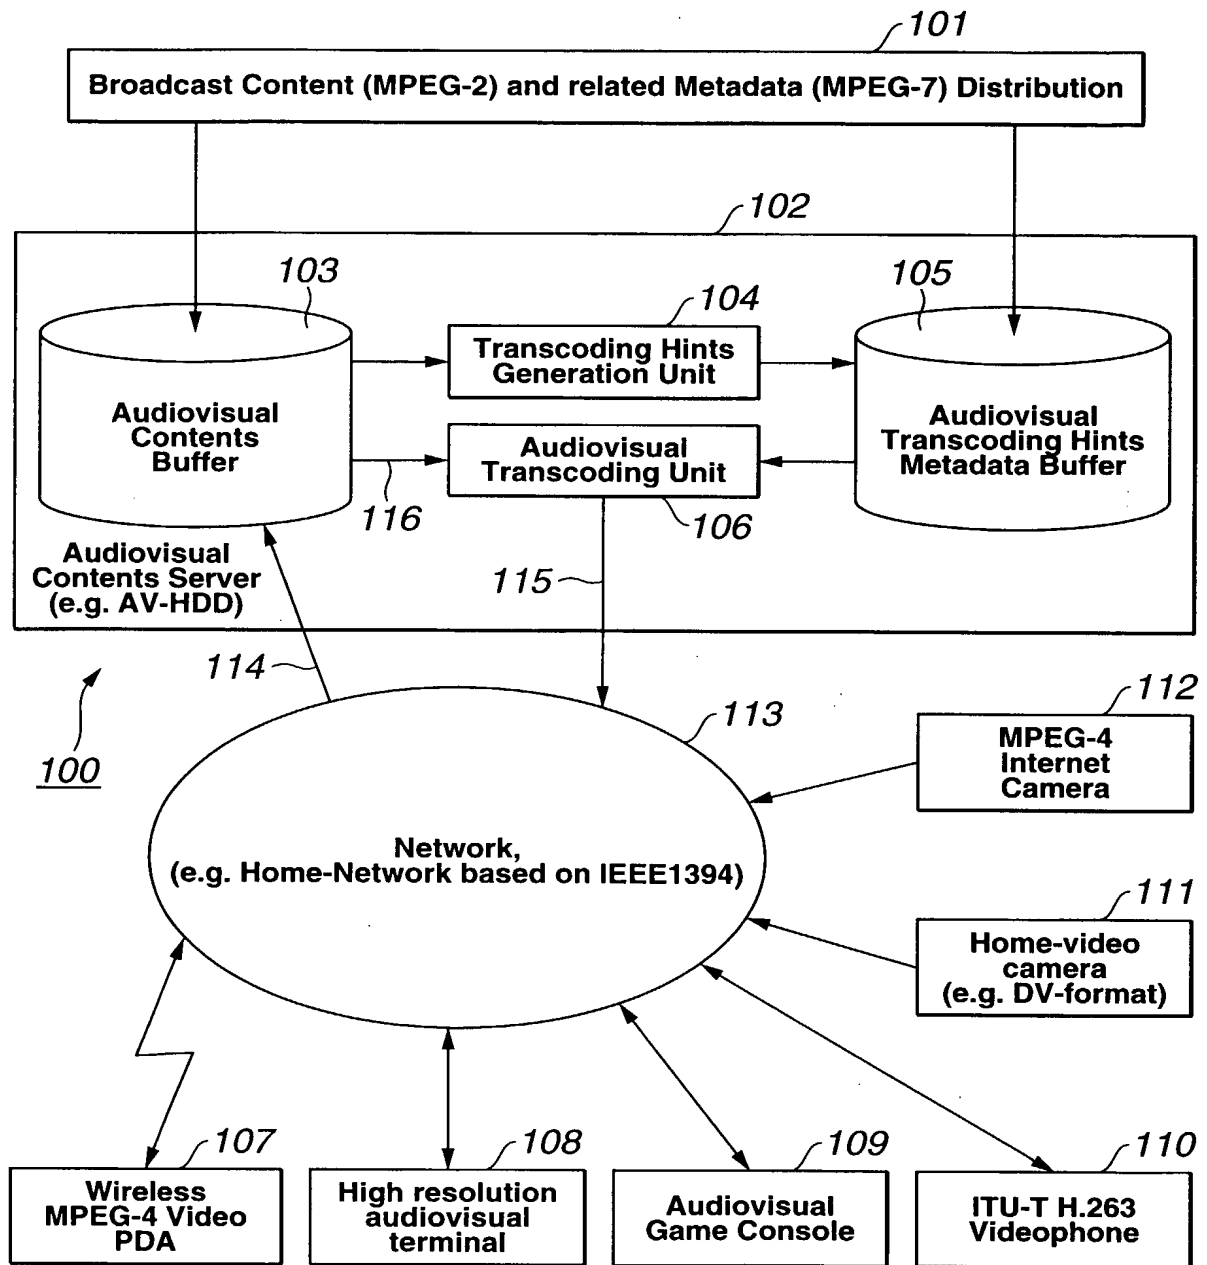 101
Broadcast Content (MPEG-2) and related Metadata (MPEG-7) Distribution
102
103
104
105
Transcoding Hints
Generation Unit
Audiovisual
Contents
Buffer
Audiovisual
Transcoding Unit
Audiovisual
Transcoding Hints
Metadata Buffer
116
106
Audiovisual
Contents Server
(e.g. AV-HDD)
115
114
100
113
112
MPEG-4
Internet
Camera
Network,
(e.g. Home-Network based on IEEE1394)
111
Home-video
camera
(e.g. DV-format)
107
Wireless
MPEG-4 Video
PDA
108
High resolution
audiovisual
terminal
109
Audiovisual
Game Console
110
ITU-T H.263
Videophone